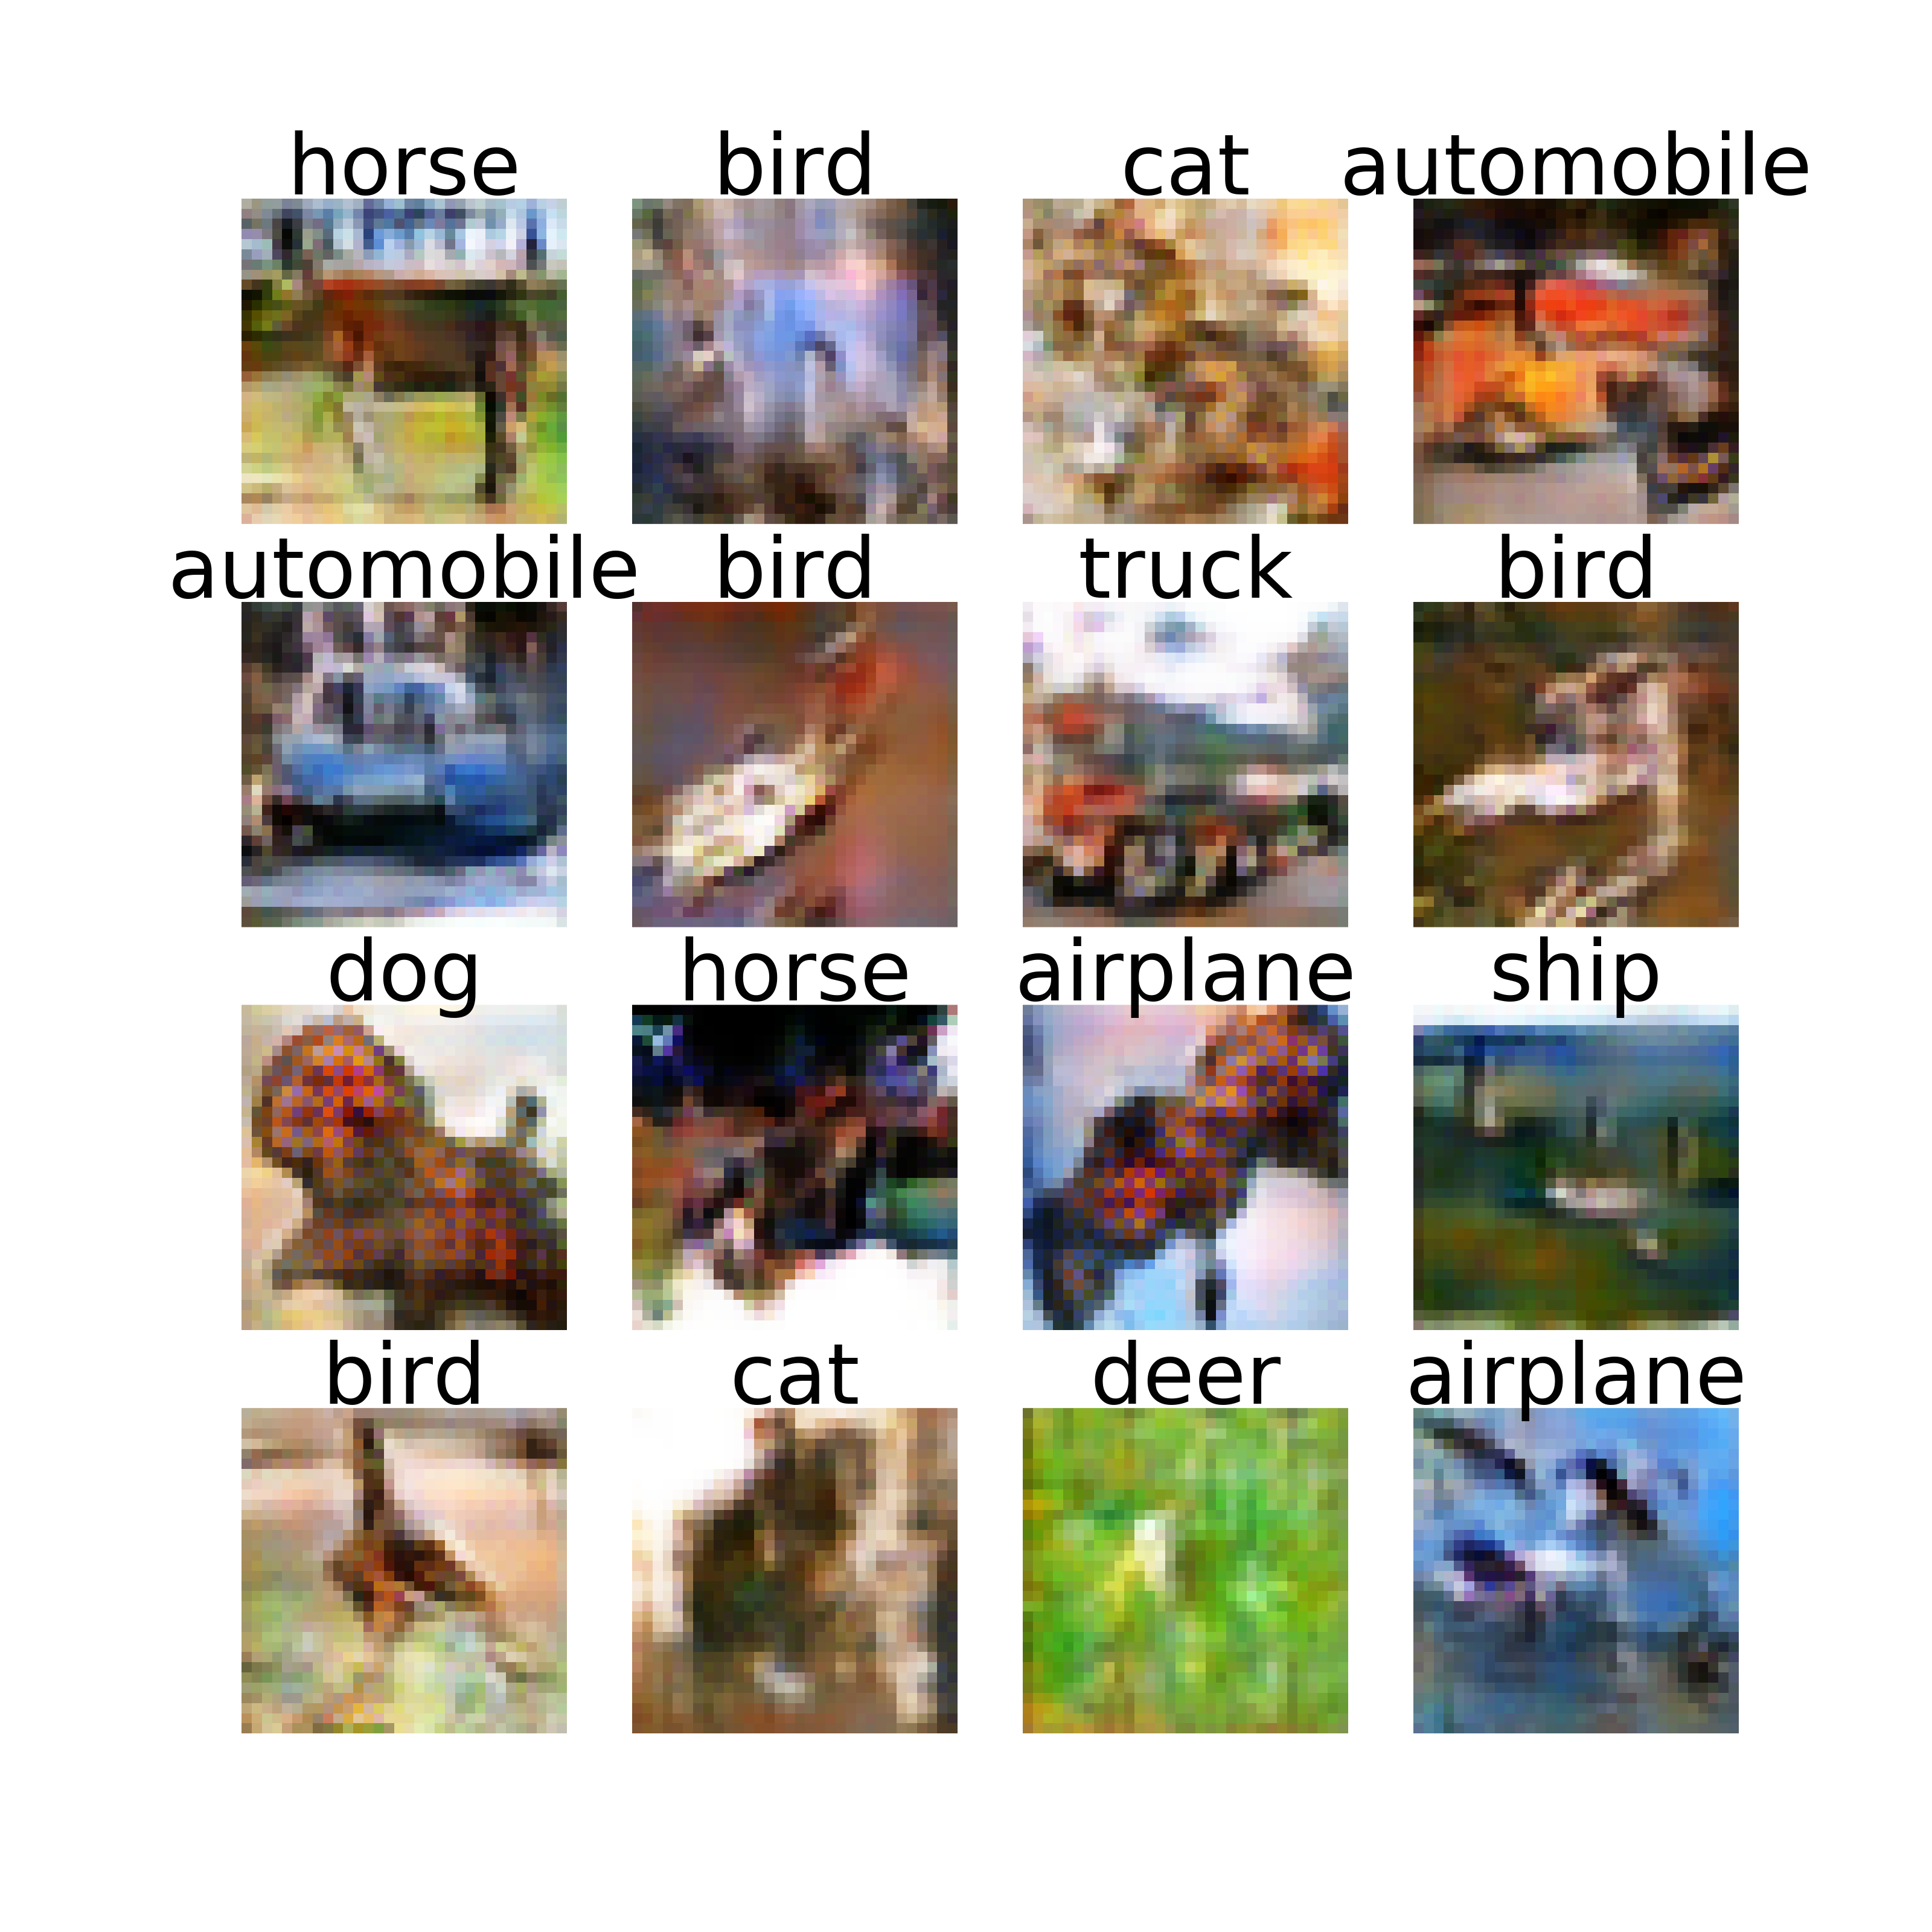 horse bird cat automobile
automobile bird truck bird
dog horse airplane ship
bird cat deer airplane